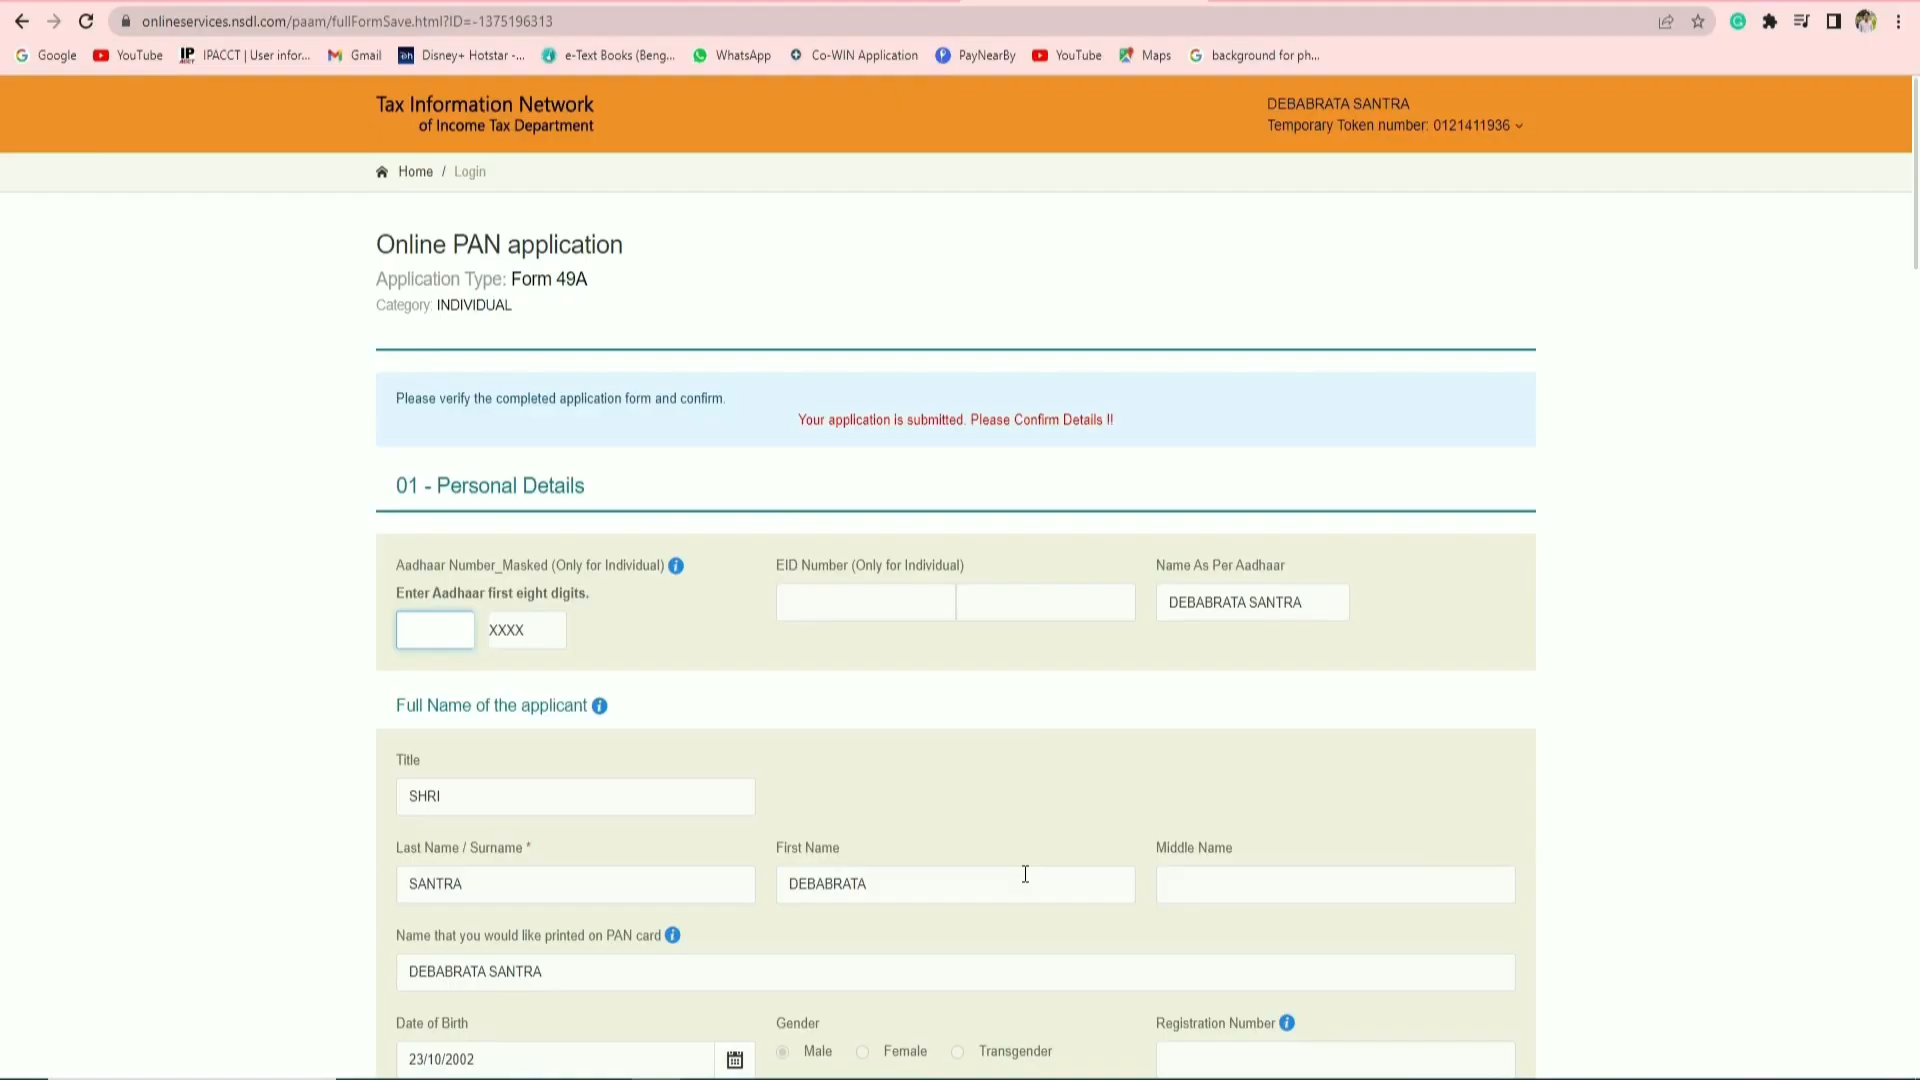 onlineservices.nsdl.com/paam/fullFormSave.html?ID=-1375196313
Google YouTube IPACCT | User infor... Gmail Disney+ Hotstar -... e-Text Books (Beng... WhatsApp Co-WIN Application PayNearBy YouTube Maps background for ph...
Tax Information Network
of Income Tax Department
DEBABRATA SANTRA
Temporary Token number: 0121411936
Home / Login
Online PAN application
Application Type: Form 49A
Category: INDIVIDUAL
Please verify the completed application form and confirm.
Your application is submitted. Please Confirm Details !!
01 - Personal Details
Aadhaar Number_Masked (Only for Individual) EID Number (Only for Individual) Name As Per Aadhaar
Enter Aadhaar first eight digits.
DEBABRATA SANTRA
XXXX
Full Name of the applicant
Title
SHRI
Last Name / Surname * First Name Middle Name
SANTRA DEBABRATA
Name that you would like printed on PAN card
DEBABRATA SANTRA
Date of Birth Gender Registration Number
23/10/2002 Male Female Transgender